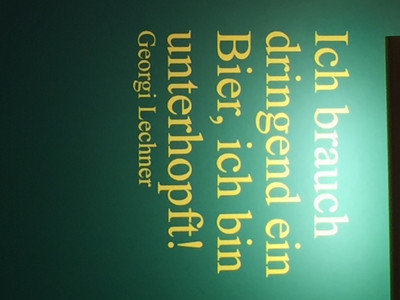 Ich brauch
dringend ein
Bier, ich bin
unterhopft!
Georgi Lechner